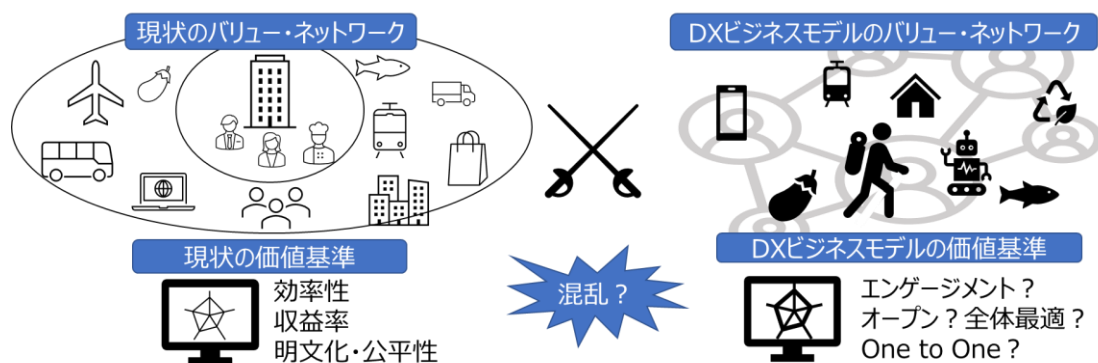 現状のバリュー・ネットワーク
DXビジネスモデルのバリュー・ネットワーク
現状の価値基準
効率性
収益率
明文化・公平性
混乱？
DXビジネスモデルの価値基準
エンゲージメント？
オープン？全体最適？
One to One？